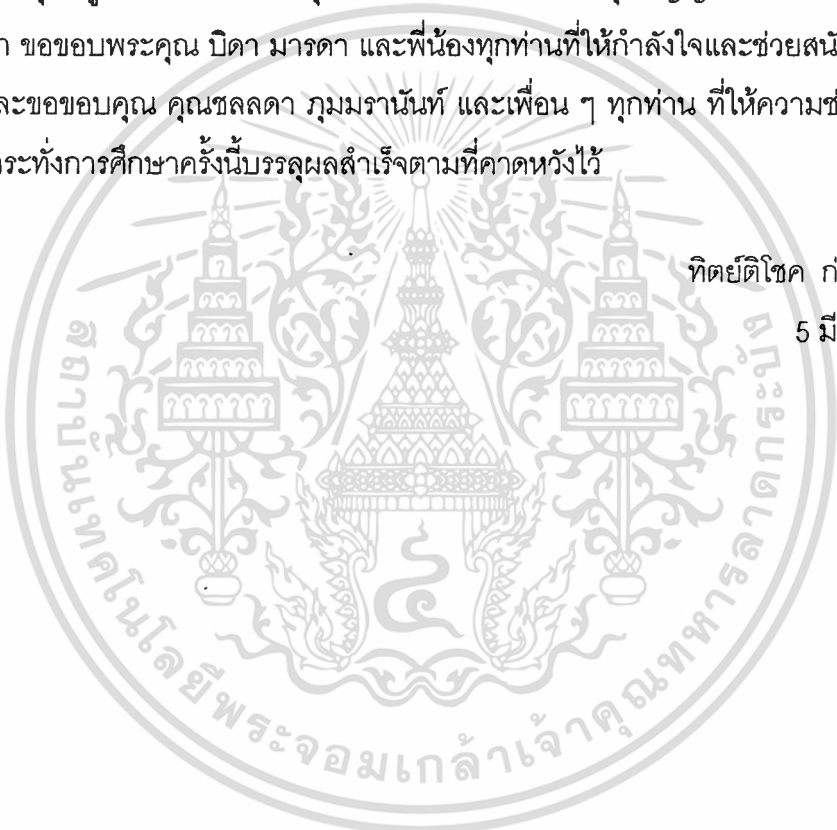 ขอขอบพระคุณ บิดา มารดา และพี่น้องทุกท่านที่ให้กำลังใจและช่วยสนั
ละขอขอบคุณ คุณชลลดา ภุมมรานันท์ และเพื่อน ๆ ทุกท่าน ที่ให้ความช่
ระทั่งการศึกษาครั้งนี้บรรลุผลสำเร็จตามที่คาดหวังไว้
ทิตย์ติโชค ก่
5 มี
สถาบันเทคโนโลยีพระจอมเกล้าเจ้าคุณทหารลาดกระบัง
๔